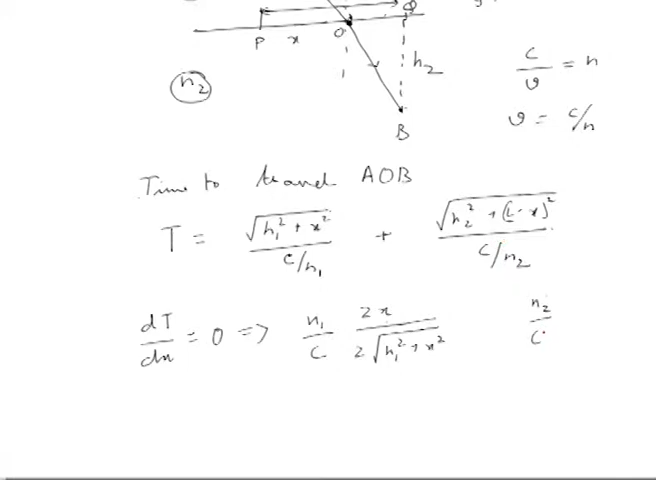 Q
P x O
h₂
n₂
c/v = n
B
v = c/n
Time to travel AOB
T = √(h₁² + x²) / (c/n₁) + √(h₂² + (L - x)²) / (c/n₂)
dT/dx = 0 => n₁/c 2x / 2√(h₁² + x²) n₂/c